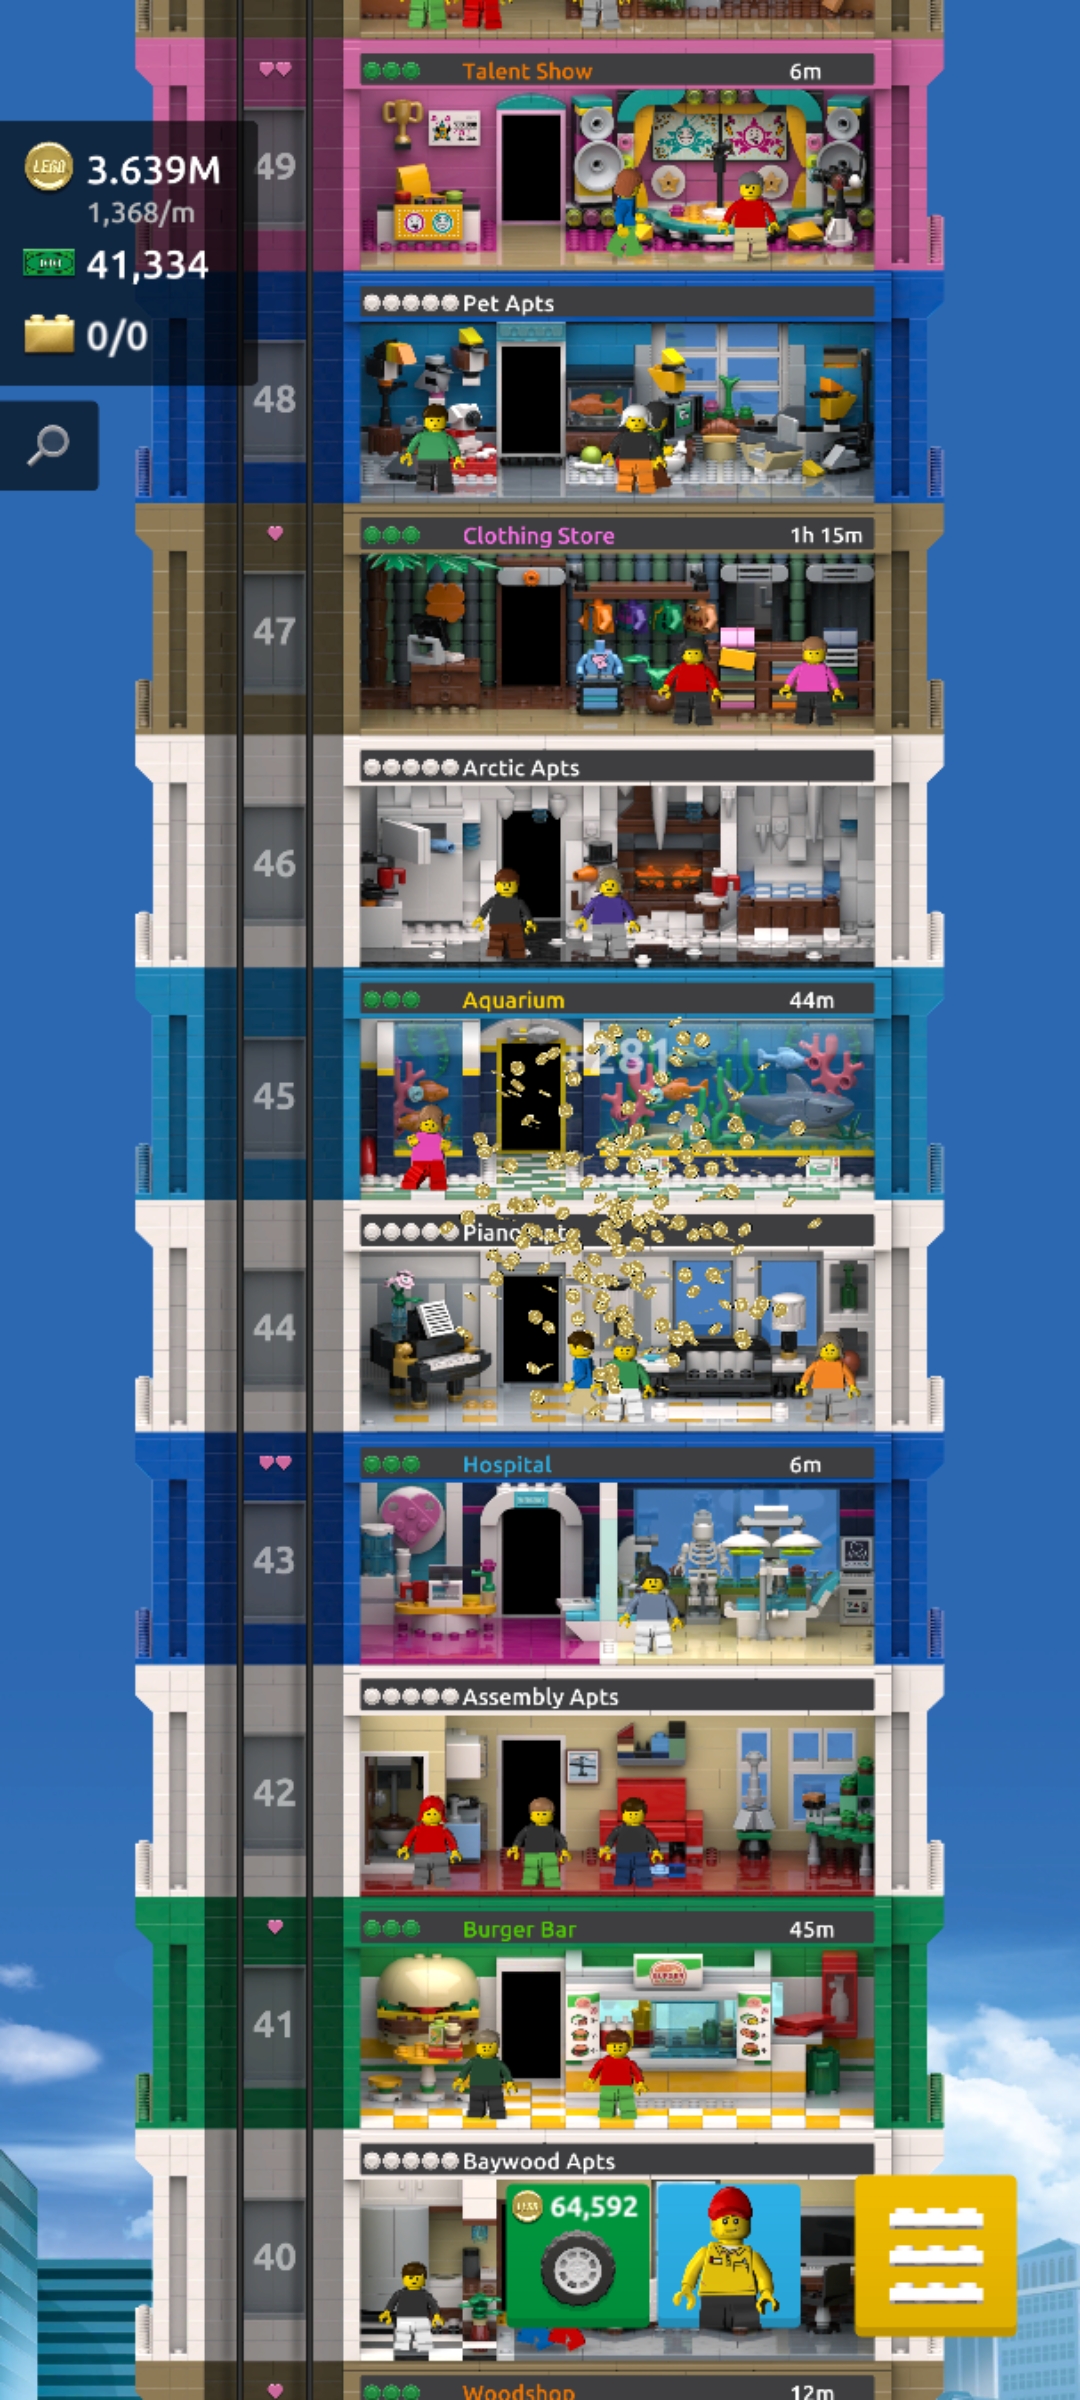 Talent Show 6m
49
LEGO 3.639M
1,368/m
41,334
0/0
Pet Apts
48
Clothing Store 1h 15m
47
Arctic Apts
46
Aquarium 44m
+281
45
44
Hospital 6m
43
Assembly Apts
42
Burger Bar 45m
41
Baywood Apts
64,592
40
Woodshop 12m